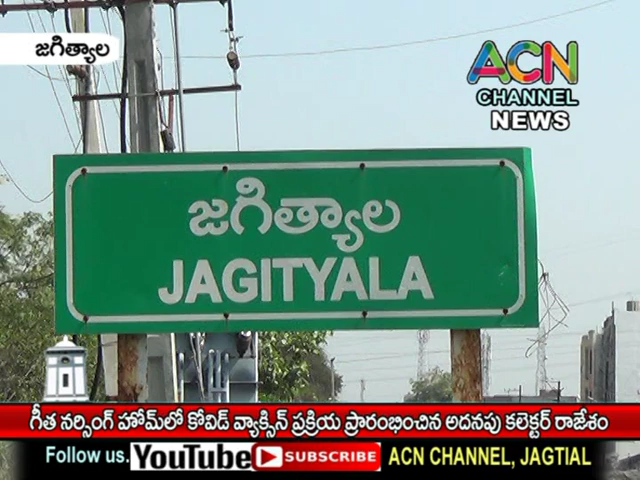 జగిత్యాల
ACN
CHANNEL
NEWS
జగిత్యాల
JAGITYALA
గీత నర్సింగ్ హోమ్‌లో కోవిడ్ వ్యాక్సిన్ ప్రక్రియ ప్రారంభించిన అదనపు కలెక్టర్ రాజేశం
Follow us. YouTube SUBSCRIBE ACN CHANNEL, JAGTIAL